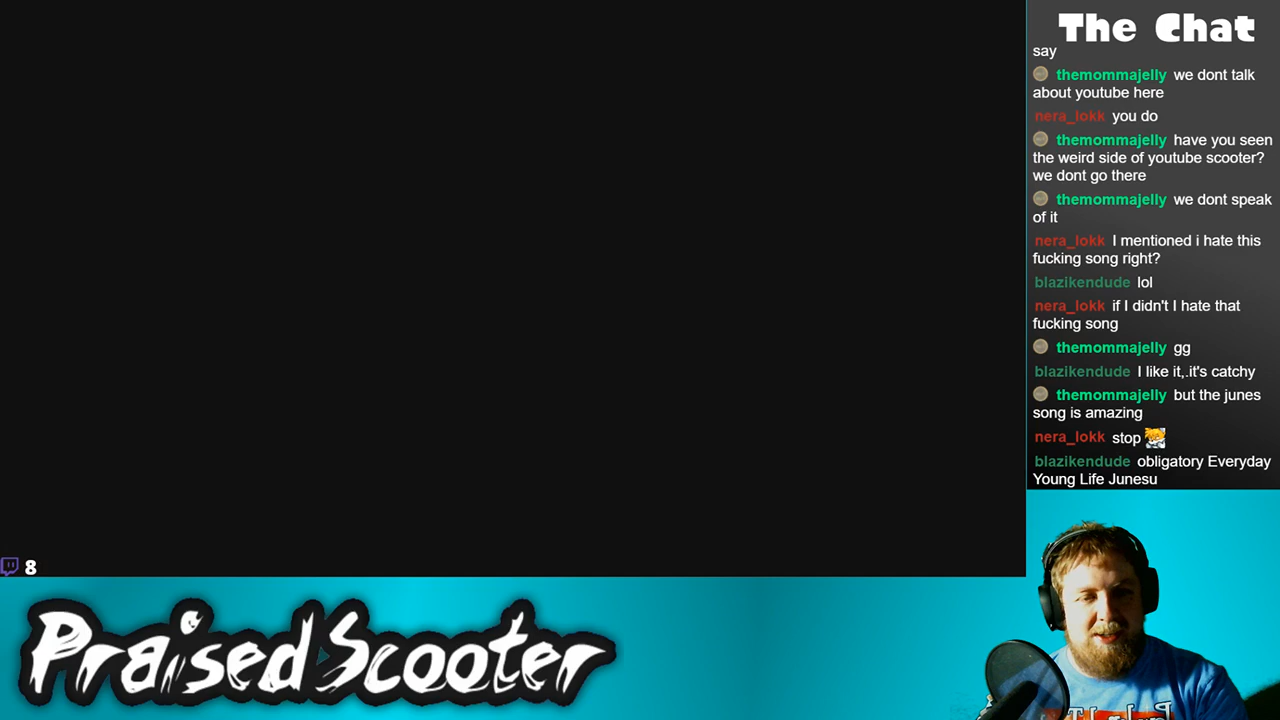 The Chat
say
themommajelly we dont talk
about youtube here
nera_lokk you do
themommajelly have you seen
the weird side of youtube scooter?
we dont go there
themommajelly we dont speak
of it
nera_lokk I mentioned i hate this
fucking song right?
blazikendude lol
nera_lokk if I didn't I hate that
fucking song
themommajelly gg
blazikendude I like it,.it's catchy
themommajelly but the junes
song is amazing
nera_lokk stop
blazikendude obligatory Everyday
Young Life Junesu
8
PraisedScooter